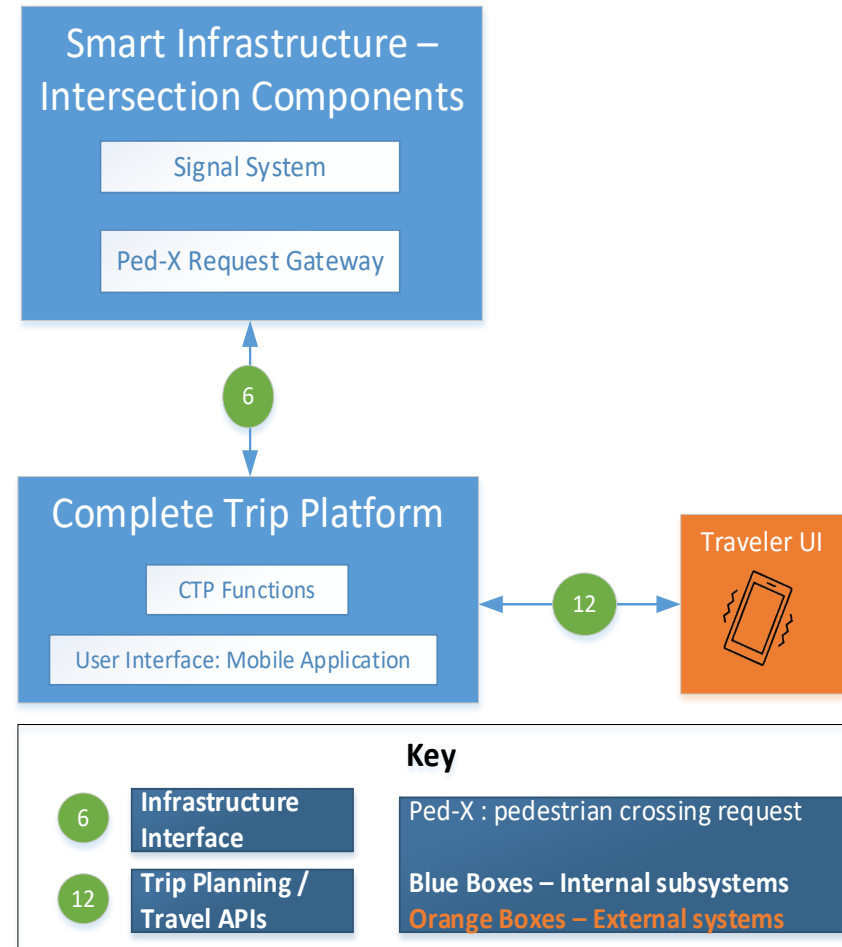 Smart Infrastructure –
Intersection Components
Signal System
Ped-X Request Gateway
6
Complete Trip Platform
CTP Functions
User Interface: Mobile Application
12
Traveler UI
Key
6
Infrastructure
Interface
12
Trip Planning /
Travel APIs
Ped-X : pedestrian crossing request
Blue Boxes – Internal subsystems
Orange Boxes – External systems